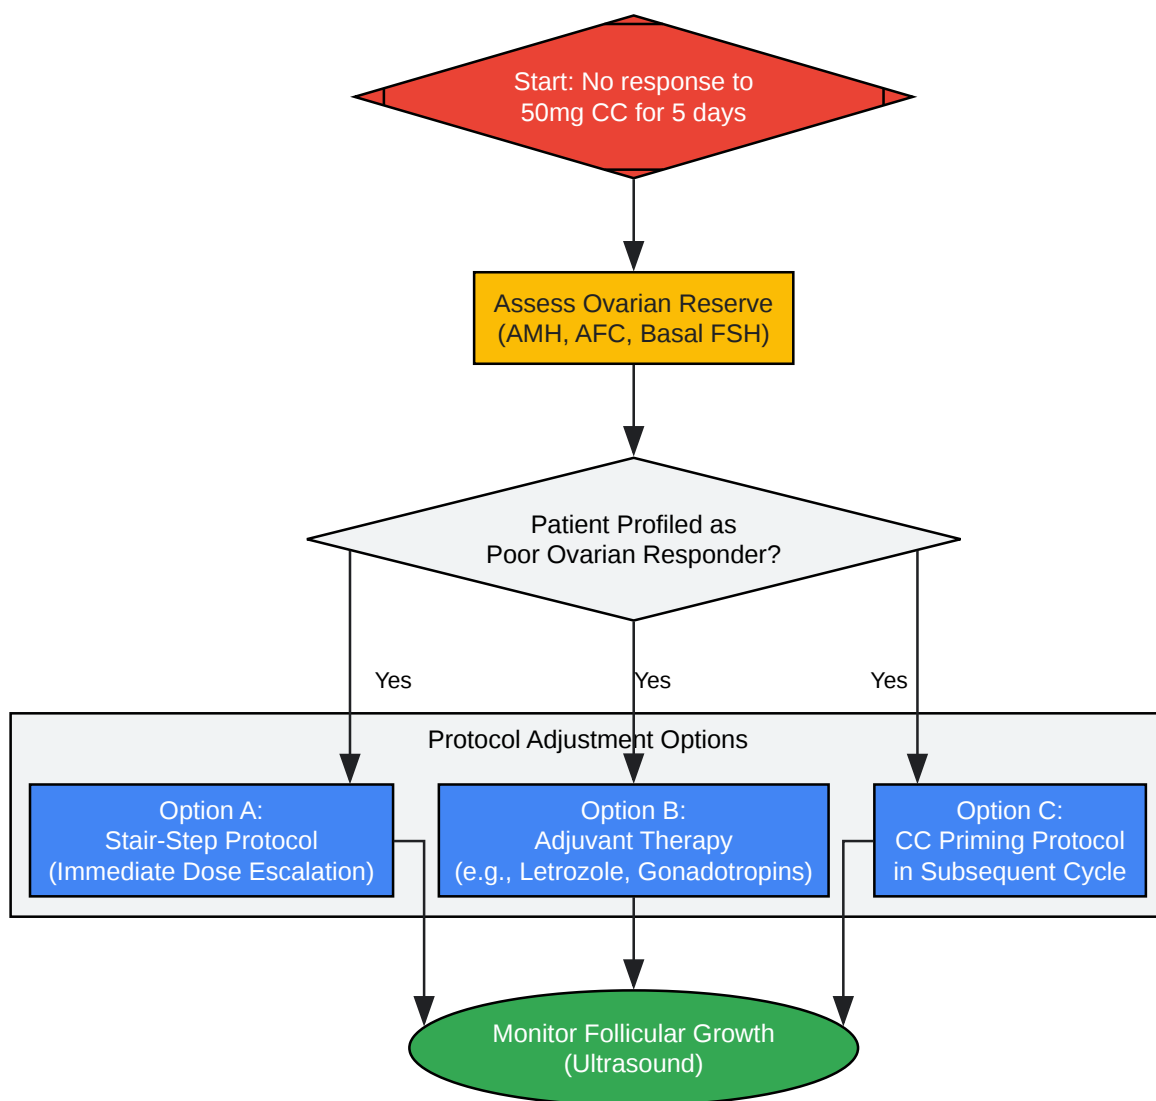 Start: No response to
50mg CC for 5 days
Assess Ovarian Reserve
(AMH, AFC, Basal FSH)
Patient Profiled as
Poor Ovarian Responder?
Yes
Yes
Yes
Protocol Adjustment Options
Option A:
Stair-Step Protocol
(Immediate Dose Escalation)
Option B:
Adjuvant Therapy
(e.g., Letrozole, Gonadotropins)
Option C:
CC Priming Protocol
in Subsequent Cycle
Monitor Follicular Growth
(Ultrasound)